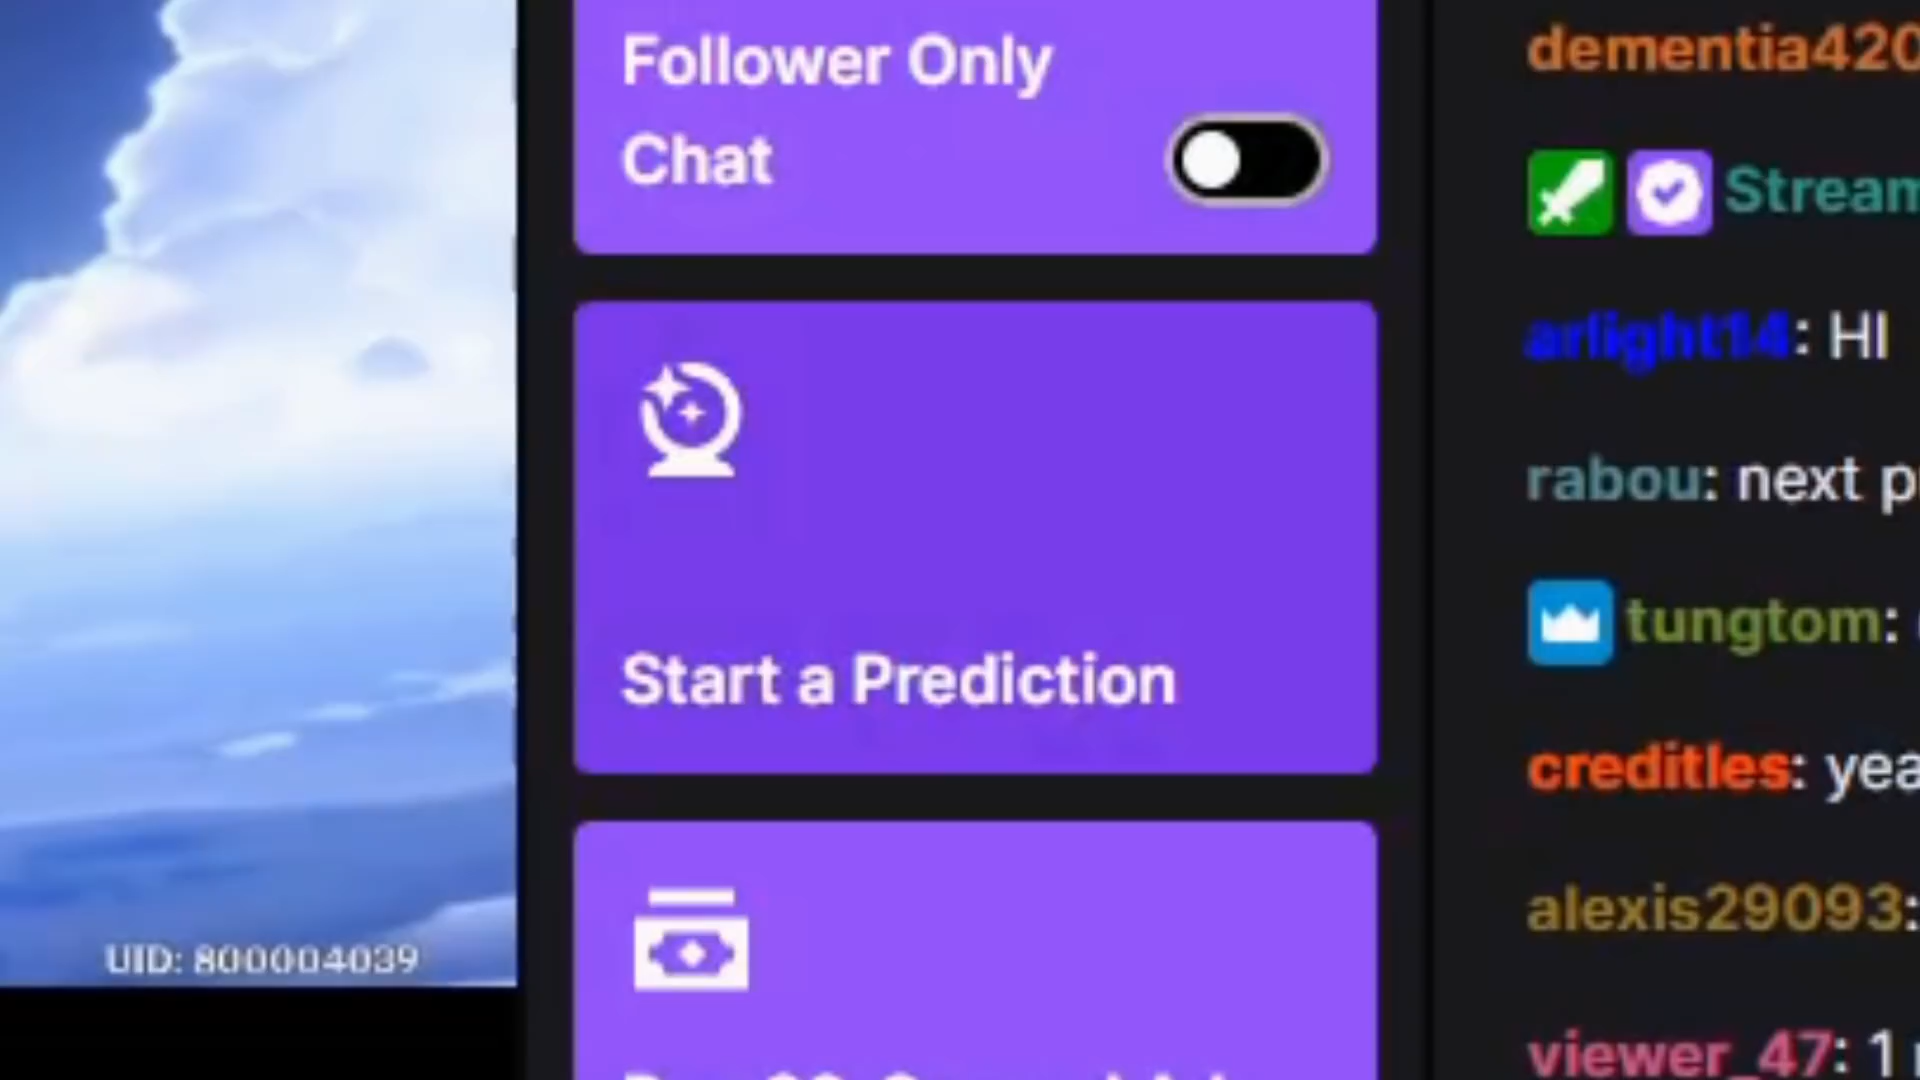 Follower Only
Chat
Start a Prediction
UID: 800004039
dementia420
Stream
arlight14: HI
rabou: next
tungtom:
creditles: yea
alexis29093:
viewer_47: 1